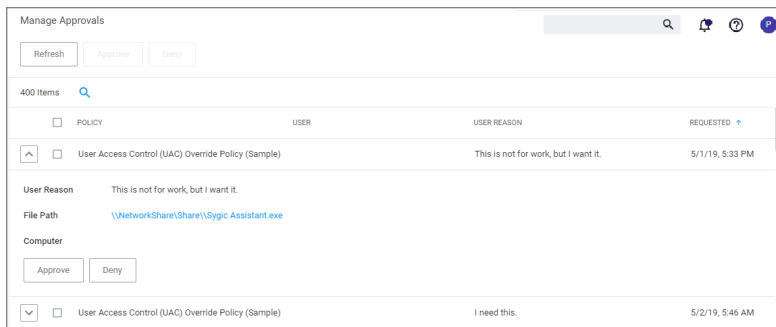 Manage Approvals
P
Refresh Approve Deny
400 Items
POLICY USER USER REASON REQUESTED
User Access Control (UAC) Override Policy (Sample) This is not for work, but I want it. 5/1/19, 5:33 PM
User Reason This is not for work, but I want it.
File Path \\NetworkShare\Share\\Sygic Assistant.exe
Computer
Approve Deny
User Access Control (UAC) Override Policy (Sample) I need this. 5/2/19, 5:46 AM